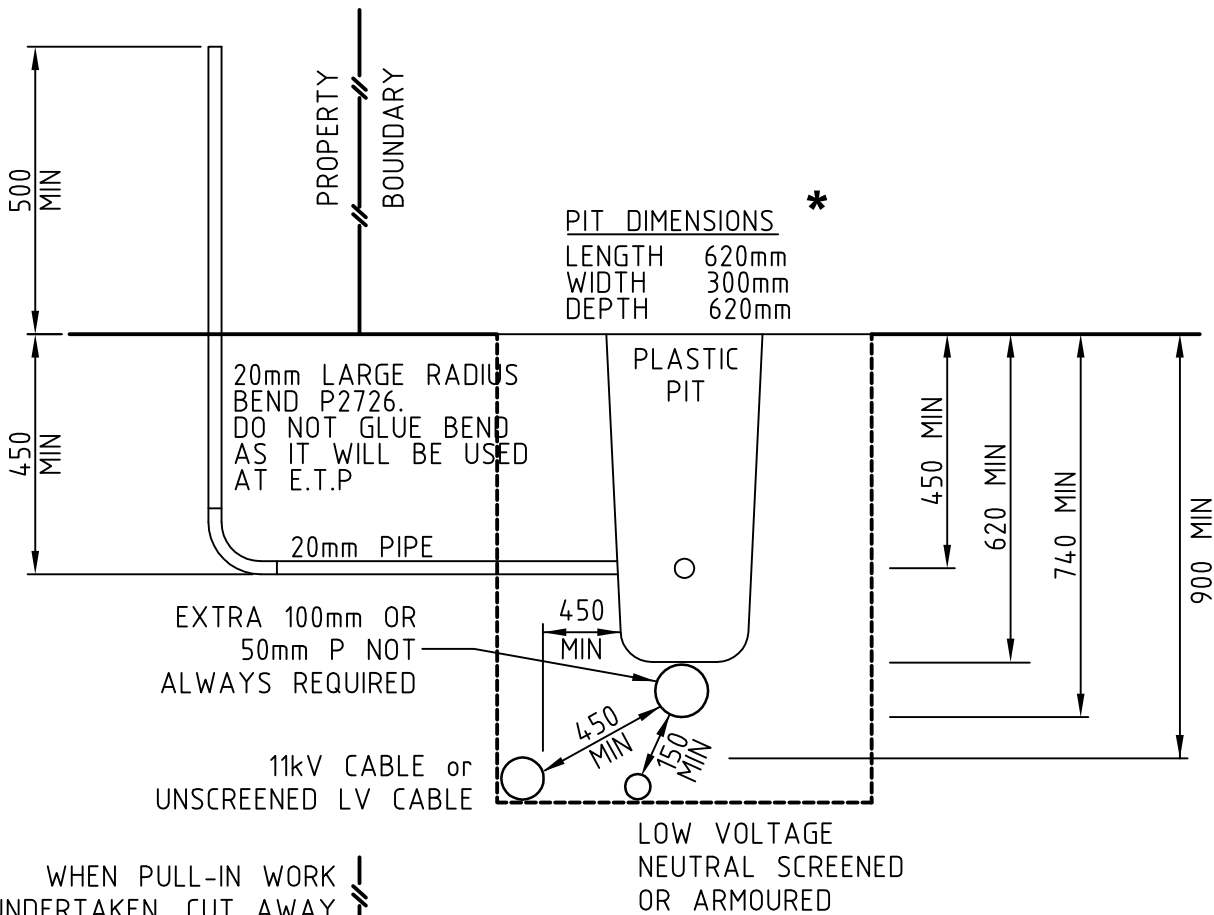 PROPERTY
BOUNDARY
500
MIN
*
PIT DIMENSIONS
LENGTH 620mm
WIDTH 300mm
DEPTH 620mm
PLASTIC
PIT
20mm LARGE RADIUS
BEND P2726.
DO NOT GLUE BEND
AS IT WILL BE USED
AT E.T.P
450
MIN
450 MIN
620 MIN
740 MIN
900 MIN
20mm PIPE
EXTRA 100mm OR
50mm P NOT
ALWAYS REQUIRED
450
MIN
450
MIN
150
MIN
11kV CABLE or
UNSCREENED LV CABLE
LOW VOLTAGE
NEUTRAL SCREENED
OR ARMOURED
WHEN PULL-IN WORK
UNDERTAKEN CUT AWAY